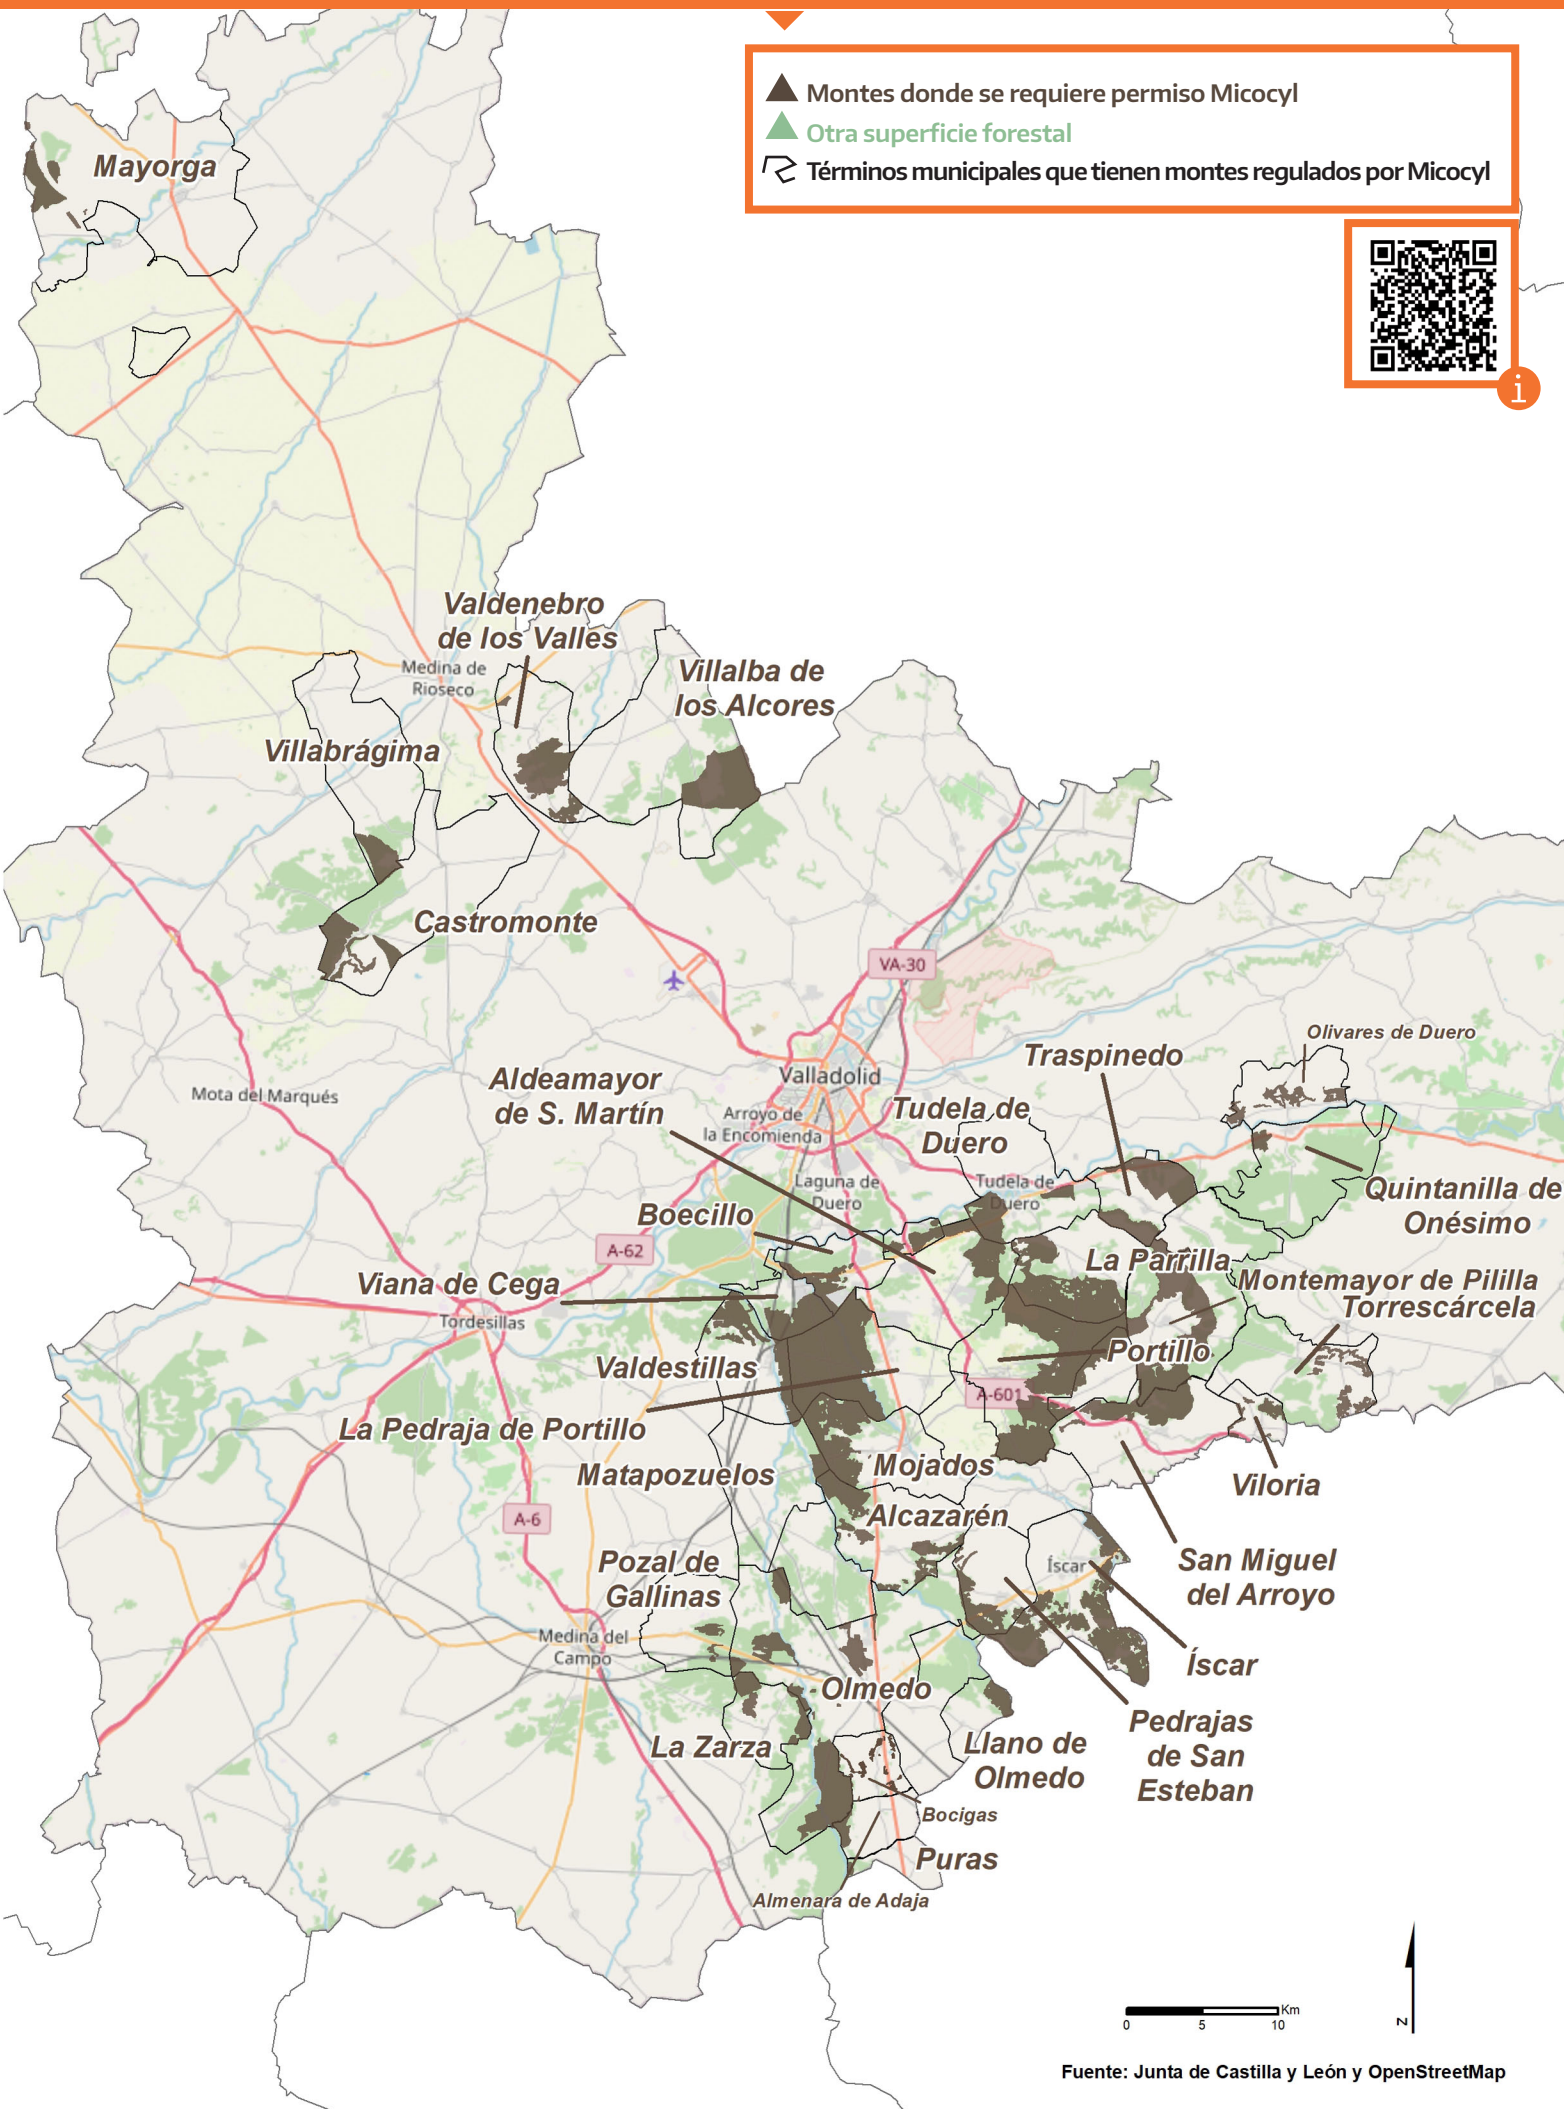 Montes donde se requiere permiso Micocyl
Otra superficie forestal
Términos municipales que tienen montes regulados por Micocyl
i
Mayorga
Valdenebro
de los Valles
Medina de
Rioseco
Villalba de
los Alcores
Villabrágima
Castromonte
VA-30
Olivares de Duero
Traspinedo
Mota del Marqués
Aldeamayor
de S. Martín
Valladolid
Arroyo de
la Encomienda
Tudela de
Duero
Laguna de
Duero
Tudela de
Duero
Quintanilla de
Onésimo
Boecillo
A-62
La Parrilla
Viana de Cega
Montemayor de Pililla
Torrescárcela
Tordesillas
Portillo
Valdestillas
A-601
La Pedraja de Portillo
Matapozuelos
Mojados
Viloria
Alcazarén
A-6
Pozal de
Gallinas
Íscar
San Miguel
del Arroyo
Medina del
Campo
Íscar
Olmedo
Pedrajas
de San
Esteban
La Zarza
Llano de
Olmedo
Bocigas
Puras
Almenara de Adaja
Km
0 5 10
N
Fuente: Junta de Castilla y León y OpenStreetMap